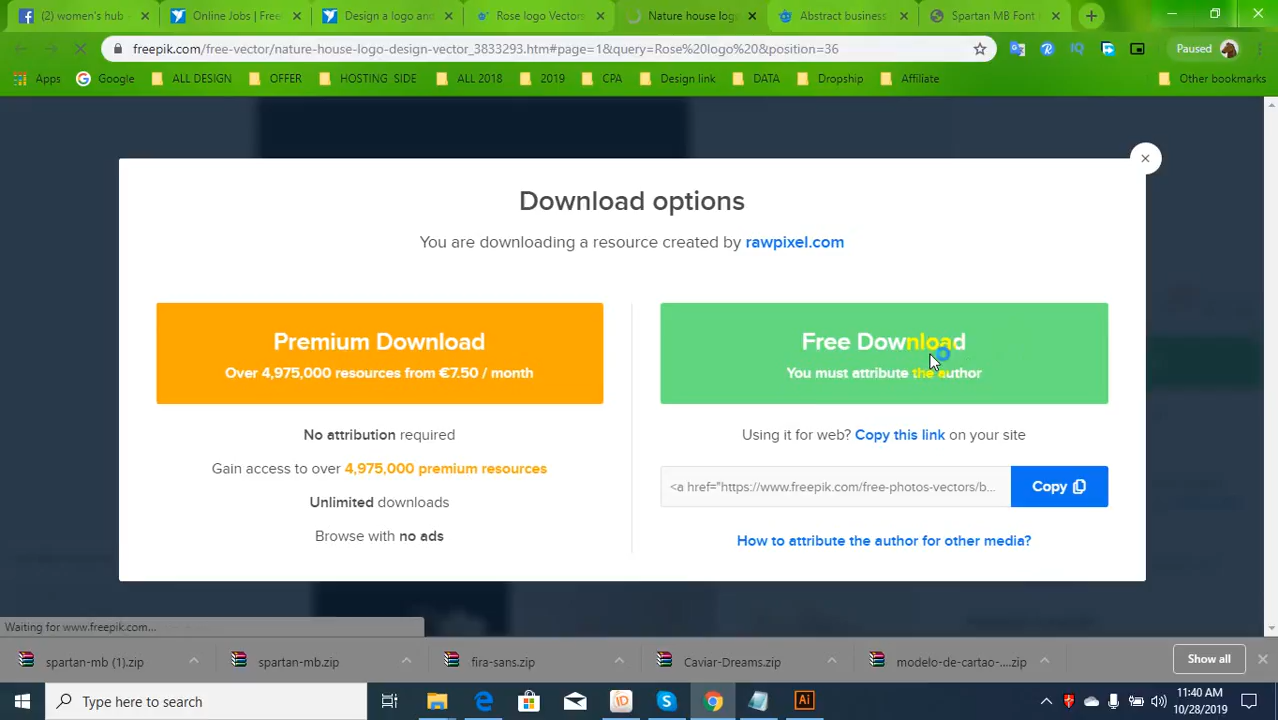 (2) women's hub -
Online Jobs | Free
Design a logo and
Rose logo Vectors
Nature house log
Abstract business
Spartan MB Font
freepik.com/free-vector/nature-house-logo-design-vector_3833293.htm#page=1&query=Rose%20logo%20&position=36
Paused
Apps
Google
ALL DESIGN
OFFER
HOSTING SIDE
ALL 2018
2019
CPA
Design link
DATA
Dropship
Affiliate
Other bookmarks
Download options
You are downloading a resource created by rawpixel.com
Premium Download
Over 4,975,000 resources from €7.50 / month
No attribution required
Gain access to over 4,975,000 premium resources
Unlimited downloads
Browse with no ads
Free Download
You must attribute the author
Using it for web? Copy this link on your site
<a href="https://www.freepik.com/free-photos-vectors/b...
Copy
How to attribute the author for other media?
Waiting for www.freepik.com...
spartan-mb (1).zip
spartan-mb.zip
fira-sans.zip
Caviar-Dreams.zip
modelo-de-cartao-....zip
Show all
Type here to search
iD
Ai
11:40 AM
10/28/2019